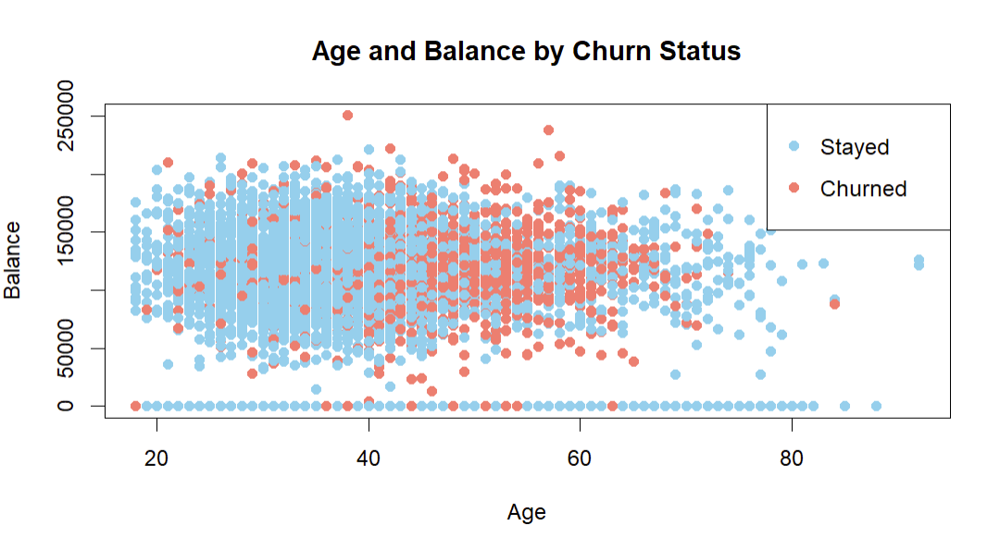 Age and Balance by Churn Status
250000
150000
50000
0
Balance
Stayed
Churned
20
40
60
80
Age